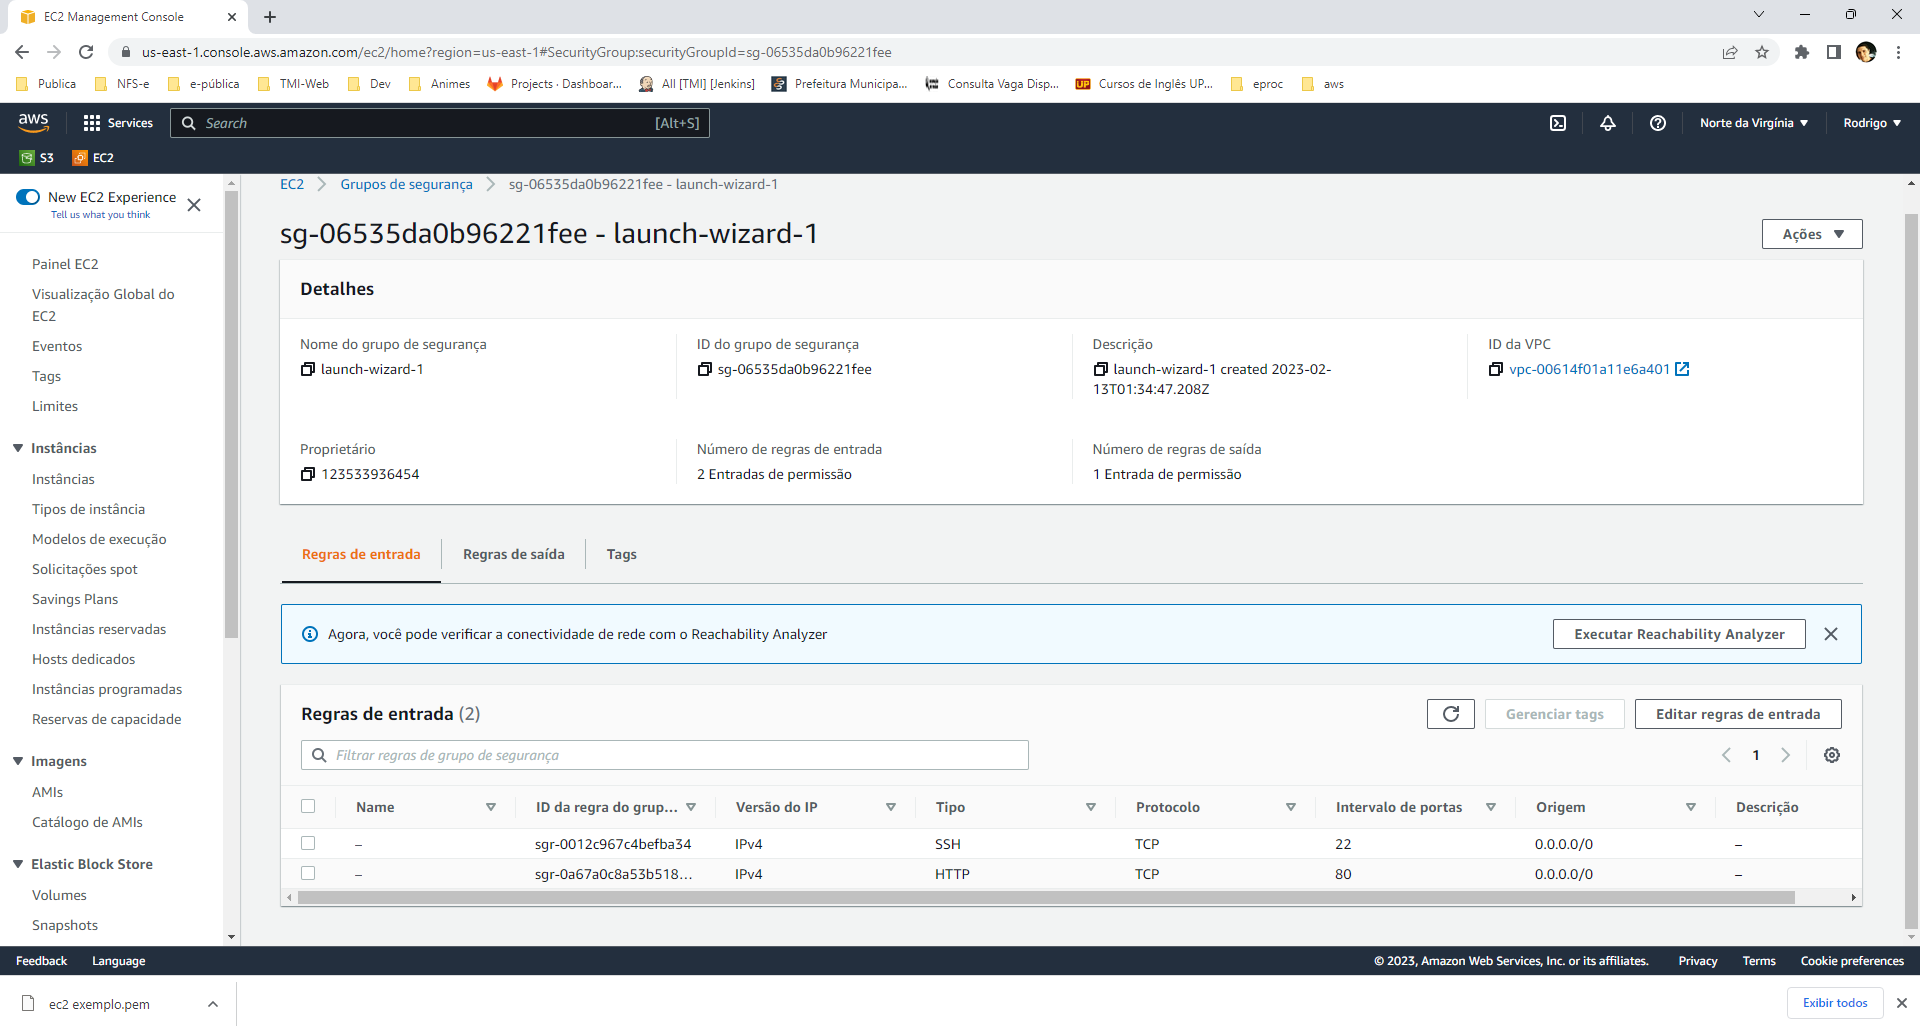 EC2 Management Console
us-east-1.console.aws.amazon.com/ec2/home?region=us-east-1#SecurityGroup:securityGroupId=sg-06535da0b96221fee
Publica NFS-e e-pública TMI-Web Dev Animes Projects · Dashboar... All [TMI] [Jenkins] Prefeitura Municipa... Consulta Vaga Disp... UP Cursos de Inglês UP... eproc aws
aws Services Search [Alt+S] Norte da Virgínia Rodrigo
S3 EC2
New EC2 Experience
Tell us what you think
Painel EC2
Visualização Global do
EC2
Eventos
Tags
Limites
Instâncias
Instâncias
Tipos de instância
Modelos de execução
Solicitações spot
Savings Plans
Instâncias reservadas
Hosts dedicados
Instâncias programadas
Reservas de capacidade
Imagens
AMIs
Catálogo de AMIs
Elastic Block Store
Volumes
Snapshots
EC2 Grupos de segurança sg-06535da0b96221fee - launch-wizard-1
sg-06535da0b96221fee - launch-wizard-1
Ações
Detalhes
Nome do grupo de segurança
launch-wizard-1
ID do grupo de segurança
sg-06535da0b96221fee
Descrição
launch-wizard-1 created 2023-02-
13T01:34:47.208Z
ID da VPC
vpc-00614f01a11e6a401
Proprietário
123533936454
Número de regras de entrada
2 Entradas de permissão
Número de regras de saída
1 Entrada de permissão
Regras de entrada Regras de saída Tags
Agora, você pode verificar a conectividade de rede com o Reachability Analyzer
Executar Reachability Analyzer
Regras de entrada (2)
Gerenciar tags Editar regras de entrada
Filtrar regras de grupo de segurança
1
Name ID da regra do grup... Versão do IP Tipo Protocolo Intervalo de portas Origem Descrição
– sgr-0012c967c4befba34 IPv4 SSH TCP 22 0.0.0.0/0 –
– sgr-0a67a0c8a53b518... IPv4 HTTP TCP 80 0.0.0.0/0 –
Feedback Language © 2023, Amazon Web Services, Inc. or its affiliates. Privacy Terms Cookie preferences
ec2 exemplo.pem Exibir todos